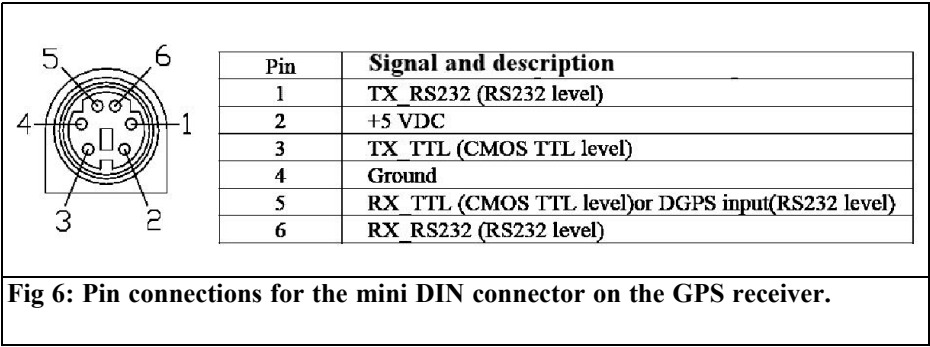 5 6
4 1
3 2
Pin Signal and description
1 TX_RS232 (RS232 level)
2 +5 VDC
3 TX_TTL (CMOS TTL level)
4 Ground
5 RX_TTL (CMOS TTL level)or DGPS input(RS232 level)
6 RX_RS232 (RS232 level)
Fig 6: Pin connections for the mini DIN connector on the GPS receiver.